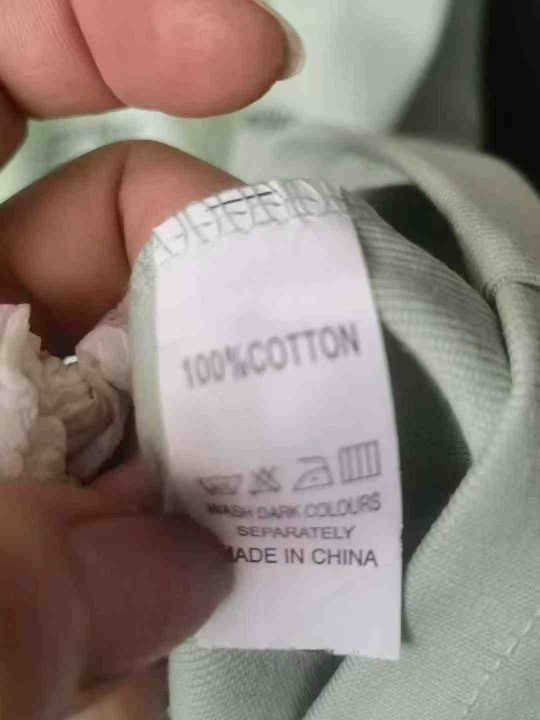 100%COTTON
WASH DARK COLOURS
SEPARATELY
MADE IN CHINA